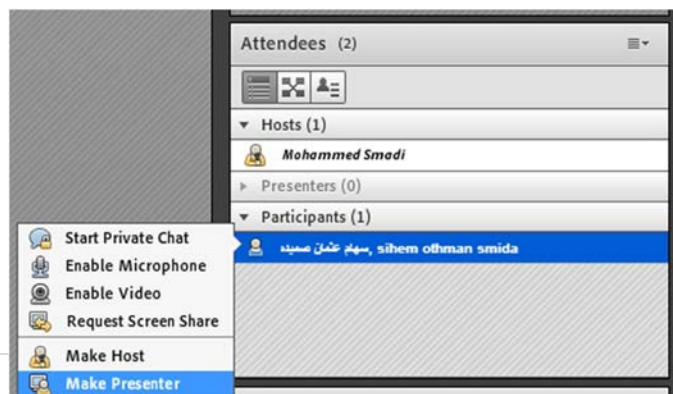 Attendees (2)
Hosts (1)
Mohammed Smadi
Presenters (0)
Participants (1)
سهام عثمان صميده, sihem othman smida
Start Private Chat
Enable Microphone
Enable Video
Request Screen Share
Make Host
Make Presenter